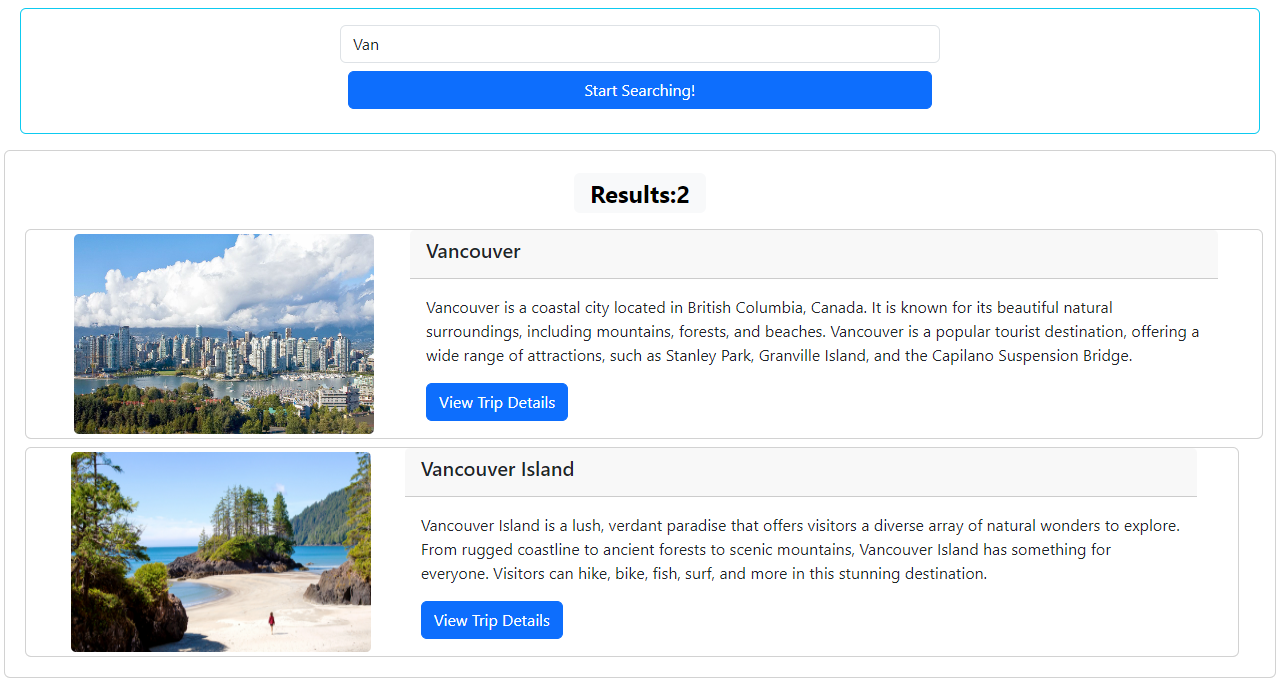 Van
Start Searching!
Results:2
Vancouver
Vancouver is a coastal city located in British Columbia, Canada. It is known for its beautiful natural
surroundings, including mountains, forests, and beaches. Vancouver is a popular tourist destination, offering a
wide range of attractions, such as Stanley Park, Granville Island, and the Capilano Suspension Bridge.
View Trip Details
Vancouver Island
Vancouver Island is a lush, verdant paradise that offers visitors a diverse array of natural wonders to explore.
From rugged coastline to ancient forests to scenic mountains, Vancouver Island has something for
everyone. Visitors can hike, bike, fish, surf, and more in this stunning destination.
View Trip Details